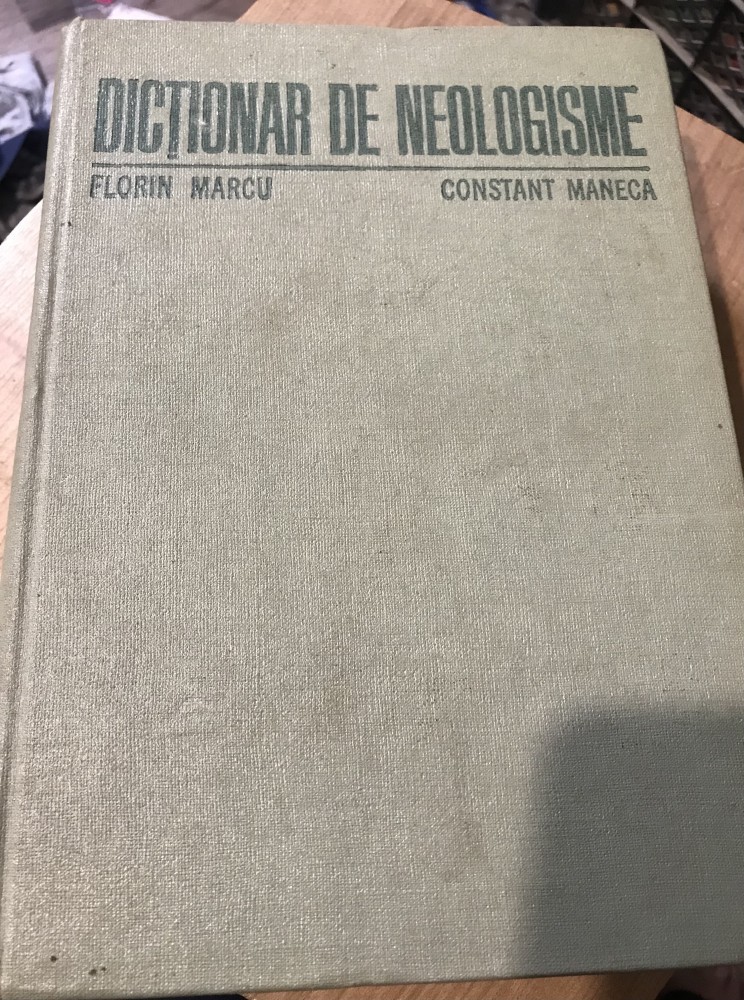 DICȚIONAR DE NEOLOGISME
FLORIN MARCU CONSTANT MANECA